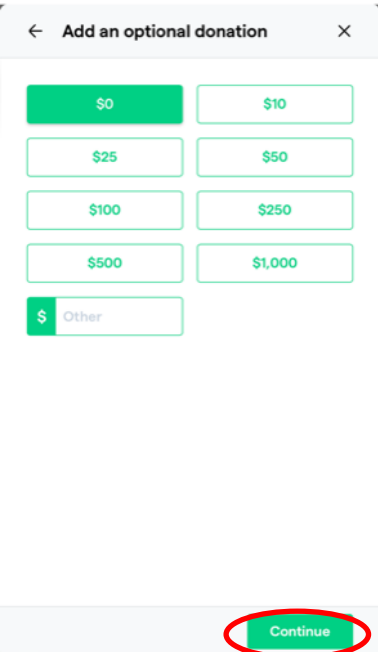 Add an optional donation
$0 $10
$25 $50
$100 $250
$500 $1,000
$ Other
Continue